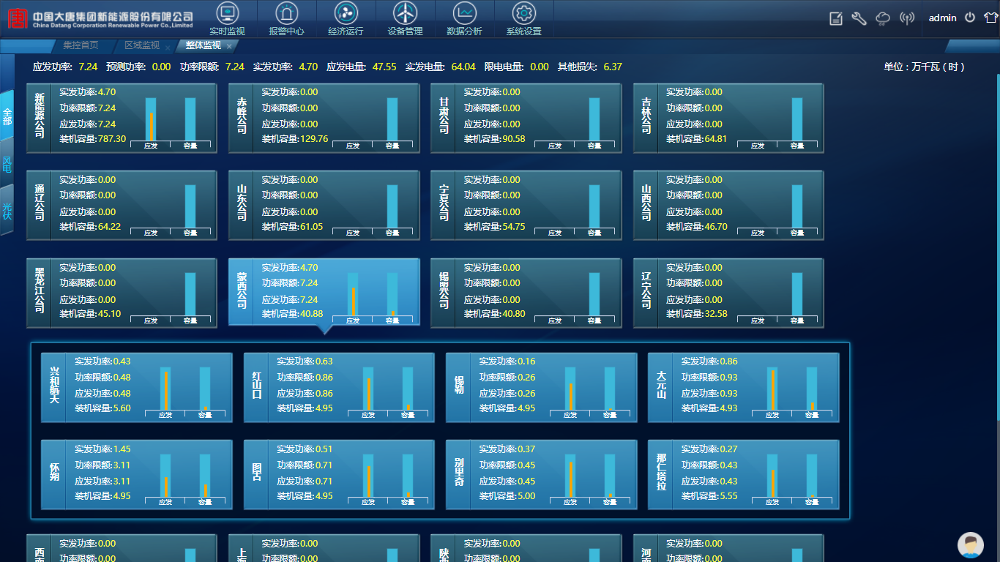 中国大唐集团新能源股份有限公司
China Datang Corporation Renewable Power Co.,Limited
实时监视 报警中心 经济运行 设备管理 数据分析 系统设置
admin
集控首页 区域监视 × 整体监视 ×
应发功率: 7.24 预测功率: 0.00 功率限额: 7.24 实发功率: 4.70 应发电量: 47.55 实发电量: 64.04 限电电量: 0.00 其他损失: 6.37 单位：万千瓦（时）
全部
风电
光伏
新能源公司
实发功率:4.70
功率限额:7.24
应发功率:7.24
装机容量:787.30
应发 容量
赤峰公司
实发功率:0.00
功率限额:0.00
应发功率:0.00
装机容量:129.76
应发 容量
甘肃公司
实发功率:0.00
功率限额:0.00
应发功率:0.00
装机容量:90.58
应发 容量
吉林公司
实发功率:0.00
功率限额:0.00
应发功率:0.00
装机容量:64.81
应发 容量
通辽公司
实发功率:0.00
功率限额:0.00
应发功率:0.00
装机容量:64.22
应发 容量
山东公司
实发功率:0.00
功率限额:0.00
应发功率:0.00
装机容量:61.05
应发 容量
宁夏公司
实发功率:0.00
功率限额:0.00
应发功率:0.00
装机容量:54.75
应发 容量
山西公司
实发功率:0.00
功率限额:0.00
应发功率:0.00
装机容量:46.70
应发 容量
黑龙江公司
实发功率:0.00
功率限额:0.00
应发功率:0.00
装机容量:45.10
应发 容量
蒙西公司
实发功率:4.70
功率限额:7.24
应发功率:7.24
装机容量:40.88
应发 容量
锡盟公司
实发功率:0.00
功率限额:0.00
应发功率:0.00
装机容量:40.80
应发 容量
辽宁公司
实发功率:0.00
功率限额:0.00
应发功率:0.00
装机容量:32.58
应发 容量
兴和航天
实发功率:0.43
功率限额:0.48
应发功率:0.48
装机容量:5.60
应发 容量
红山口
实发功率:0.63
功率限额:0.86
应发功率:0.86
装机容量:4.95
应发 容量
锡勒
实发功率:0.16
功率限额:0.26
应发功率:0.26
装机容量:4.95
应发 容量
大元山
实发功率:0.86
功率限额:0.93
应发功率:0.93
装机容量:4.93
应发 容量
怀朔
实发功率:1.45
功率限额:3.11
应发功率:3.11
装机容量:4.95
应发 容量
图古
实发功率:0.51
功率限额:0.71
应发功率:0.71
装机容量:4.95
应发 容量
别里奇
实发功率:0.37
功率限额:0.45
应发功率:0.45
装机容量:5.00
应发 容量
那仁塔拉
实发功率:0.27
功率限额:0.43
应发功率:0.43
装机容量:5.55
应发 容量
西
实发功率:0.00
功率限额:0.00
上海
实发功率:0.00
功率限额:0.00
陕西
实发功率:0.00
功率限额:0.00
河南
实发功率:0.00
功率限额:0.00